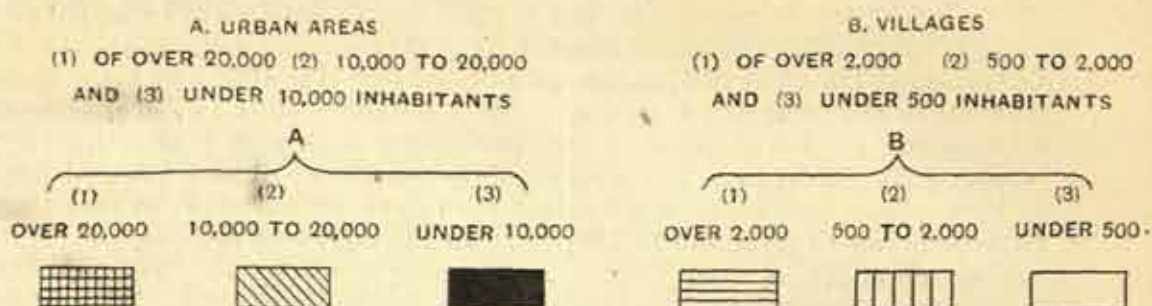 A. URBAN AREAS
(1) OF OVER 20,000 (2) 10,000 TO 20,000
AND (3) UNDER 10,000 INHABITANTS
A
(1) (2) (3)
OVER 20,000 10,000 TO 20,000 UNDER 10,000
B. VILLAGES
(1) OF OVER 2,000 (2) 500 TO 2,000
AND (3) UNDER 500 INHABITANTS
B
(1) (2) (3)
OVER 2,000 500 TO 2,000 UNDER 500.